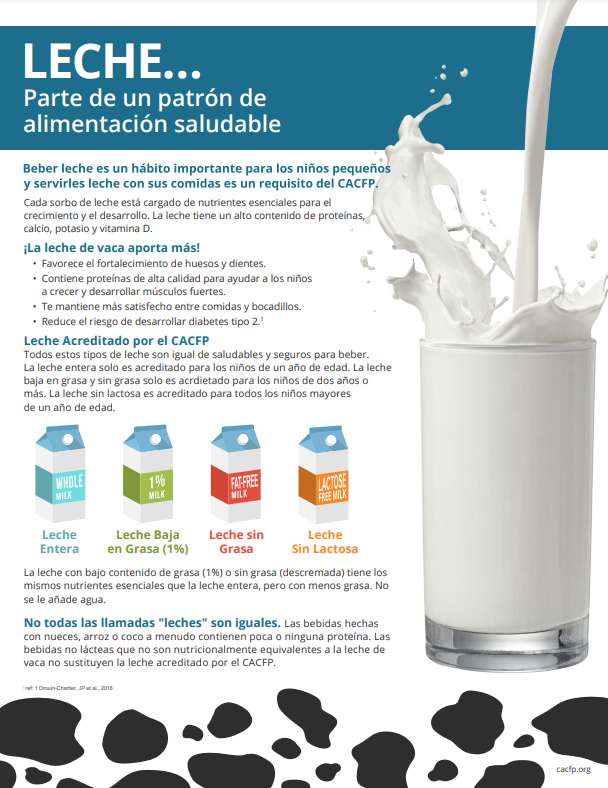 LECHE...
Parte de un patrón de
alimentación saludable
Beber leche es un hábito importante para los niños pequeños
y servirles leche con sus comidas es un requisito del CACFP.
Cada sorbo de leche está cargado de nutrientes esenciales para el
crecimiento y el desarrollo. La leche tiene un alto contenido de proteínas,
calcio, potasio y vitamina D.
¡La leche de vaca aporta más!
• Favorece el fortalecimiento de huesos y dientes.
• Contiene proteínas de alta calidad para ayudar a los niños
a crecer y desarrollar músculos fuertes.
• Te mantiene más satisfecho entre comidas y bocadillos.
• Reduce el riesgo de desarrollar diabetes tipo 2.¹
Leche Acreditado por el CACFP
Todos estos tipos de leche son igual de saludables y seguros para beber.
La leche entera solo es acreditado para los niños de un año de edad. La leche
baja en grasa y sin grasa solo es acrdietado para los niños de dos años o
más. La leche sin lactosa es acreditado para todos los niños mayores
de un año de edad.
WHOLE
MILK
1%
MILK
FAT-FREE
MILK
LACTOSE
FREE MILK
Leche
Entera
Leche Baja
en Grasa (1%)
Leche sin
Grasa
Leche
Sin Lactosa
La leche con bajo contenido de grasa (1%) o sin grasa (descremada) tiene los
mismos nutrientes esenciales que la leche entera, pero con menos grasa. No
se le añade agua.
No todas las llamadas "leches" son iguales. Las bebidas hechas
con nueces, arroz o coco a menudo contienen poca o ninguna proteína. Las
bebidas no lácteas que no son nutricionalmente equivalentes a la leche de
vaca no sustituyen la leche acreditado por el CACFP.
¹ ref: 1 Drouin-Chartier, JP et al., 2016
cacfp.org